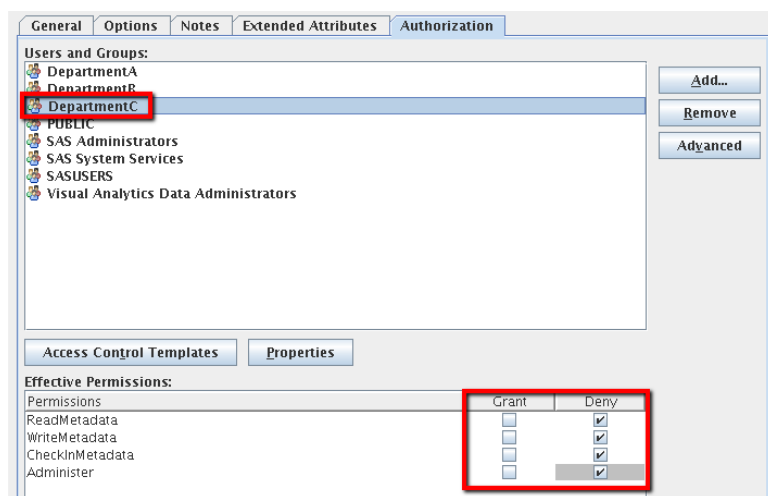 General Options Notes Extended Attributes Authorization
Users and Groups:
DepartmentA
Add...
DepartmentB
DepartmentC
Remove
PUBLIC
SAS Administrators
Advanced
SAS System Services
SASUSERS
Visual Analytics Data Administrators
Access Control Templates Properties
Effective Permissions:
Permissions Grant Deny
ReadMetadata
WriteMetadata
CheckInMetadata
Administer